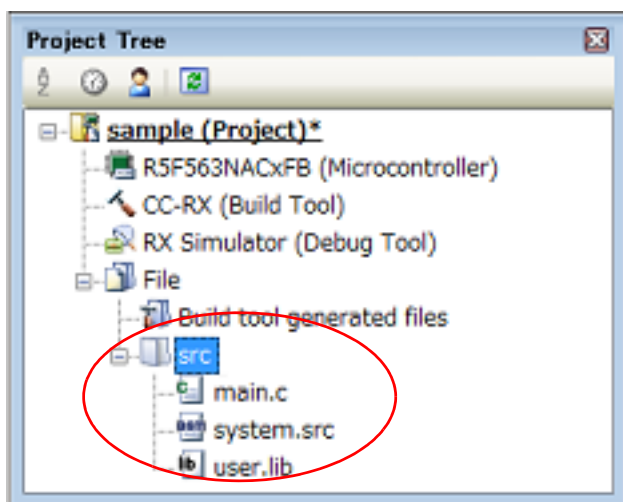 Project Tree
sample (Project)*
R5F563NACxFB (Microcontroller)
CC-RX (Build Tool)
RX Simulator (Debug Tool)
File
Build tool generated files
src
main.c
system.src
user.lib